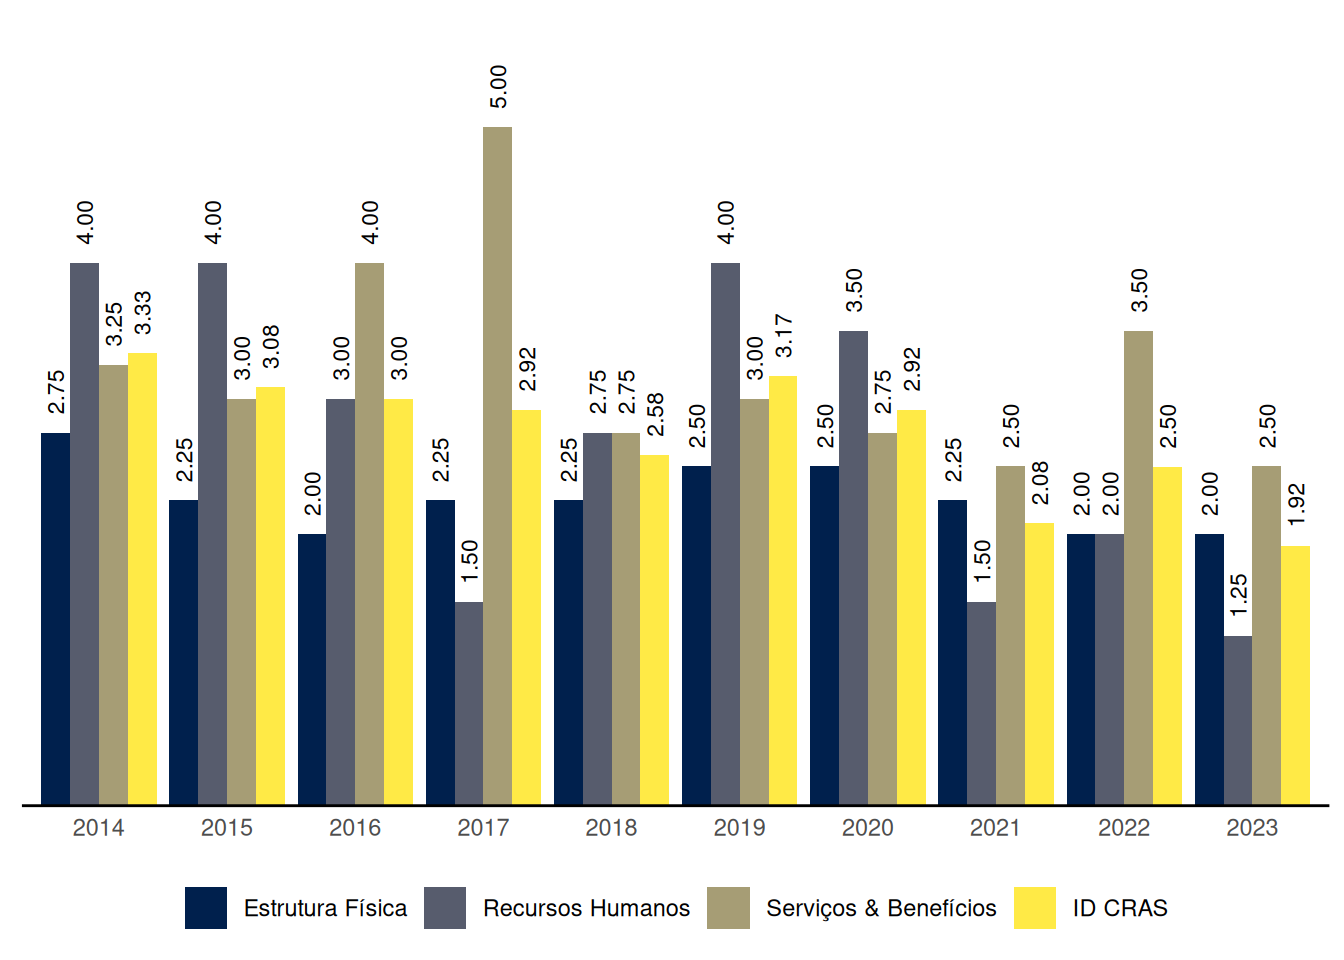 2.75 4.00 3.25 3.33
2.25 4.00 3.00 3.08
2.00 3.00 4.00 3.00
2.25 1.50 5.00 2.92
2.25 2.75 2.75 2.58
2.50 4.00 3.00 3.17
2.50 3.50 2.75 2.92
2.25 1.50 2.50 2.08
2.00 2.00 3.50 2.50
2.00 1.25 2.50 1.92
2014 2015 2016 2017 2018 2019 2020 2021 2022 2023
Estrutura Física Recursos Humanos Serviços & Benefícios ID CRAS